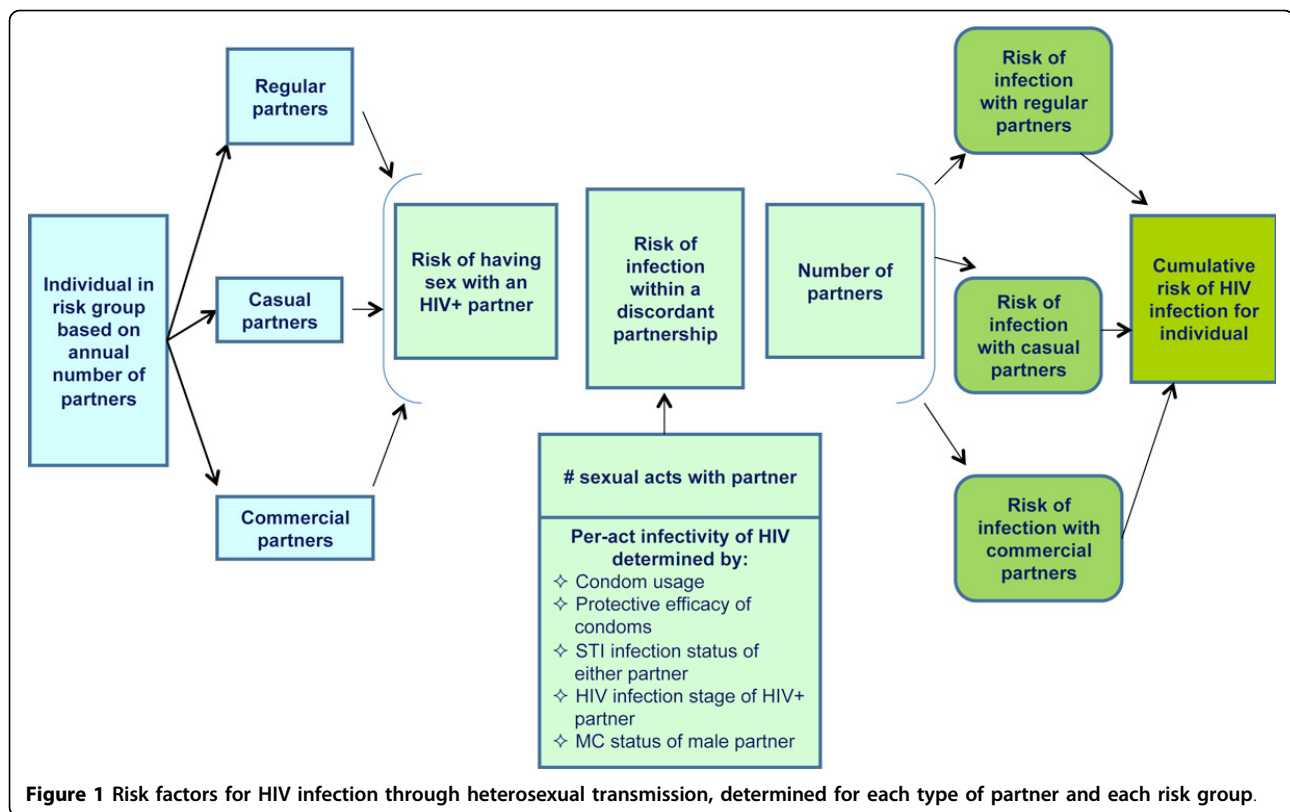 Regular
partners
Individual in
risk group
based on
annual
number of
partners
Casual
partners
Commercial
partners
Risk of having
sex with an
HIV+ partner
Risk of
infection
within a
discordant
partnership
Number of
partners
# sexual acts with partner
Per-act infectivity of HIV
determined by:
✧ Condom usage
✧ Protective efficacy of
condoms
✧ STI infection status of
either partner
✧ HIV infection stage of HIV+
partner
✧ MC status of male partner
Risk of
infection
with regular
partners
Risk of
infection
with casual
partners
Risk of
infection with
commercial
partners
Cumulative
risk of HIV
infection for
individual
Figure 1 Risk factors for HIV infection through heterosexual transmission, determined for each type of partner and each risk group.